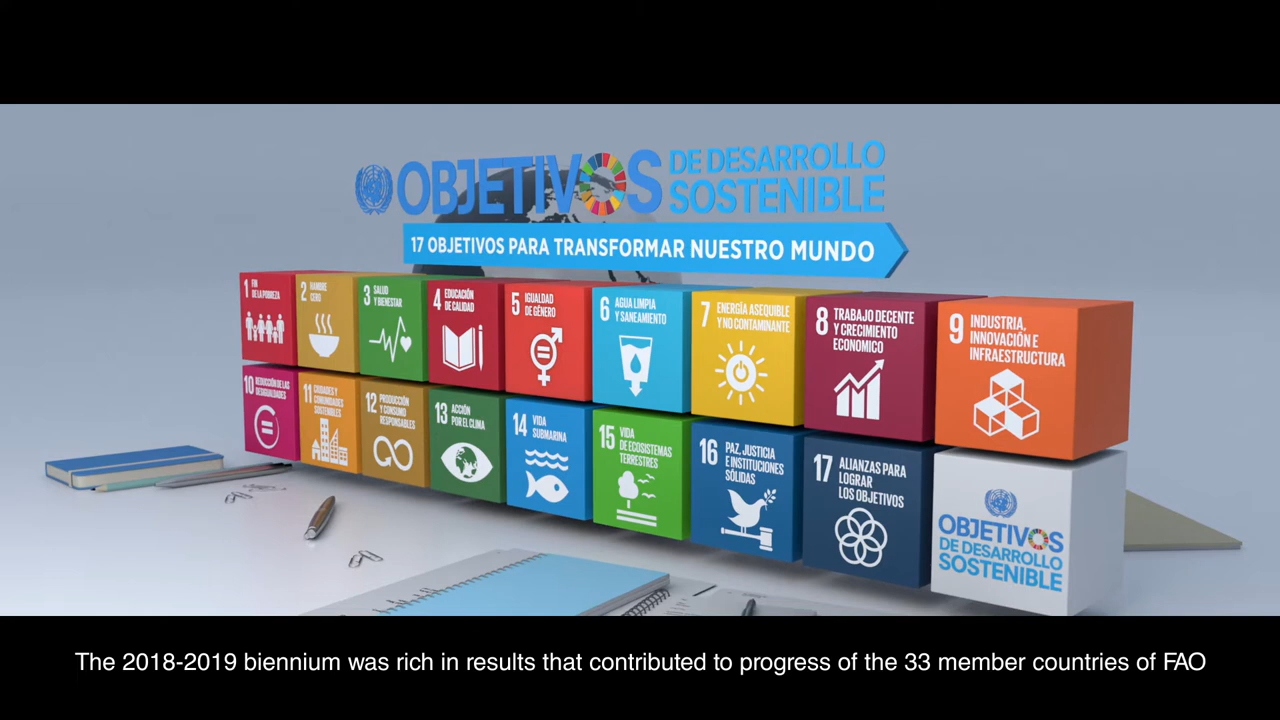 OBJETIVOS DE DESARROLLO
SOSTENIBLE
17 OBJETIVOS PARA TRANSFORMAR NUESTRO MUNDO
1 FIN
DE LA POBREZA
2 HAMBRE
CERO
3 SALUD
Y BIENESTAR
4 EDUCACIÓN
DE CALIDAD
5 IGUALDAD
DE GÉNERO
6 AGUA LIMPIA
Y SANEAMIENTO
7 ENERGÍA ASEQUIBLE
Y NO CONTAMINANTE
8 TRABAJO DECENTE
Y CRECIMIENTO
ECONÓMICO
9 INDUSTRIA,
INNOVACIÓN E
INFRAESTRUCTURA
10 REDUCCIÓN DE LAS
DESIGUALDADES
11 CIUDADES Y
COMUNIDADES
SOSTENIBLES
12 PRODUCCIÓN
Y CONSUMO
RESPONSABLES
13 ACCIÓN
POR EL CLIMA
14 VIDA
SUBMARINA
15 VIDA
DE ECOSISTEMAS
TERRESTRES
16 PAZ, JUSTICIA
E INSTITUCIONES
SÓLIDAS
17 ALIANZAS PARA
LOGRAR
LOS OBJETIVOS
OBJETIVOS
DE DESARROLLO
SOSTENIBLE
The 2018-2019 biennium was rich in results that contributed to progress of the 33 member countries of FAO